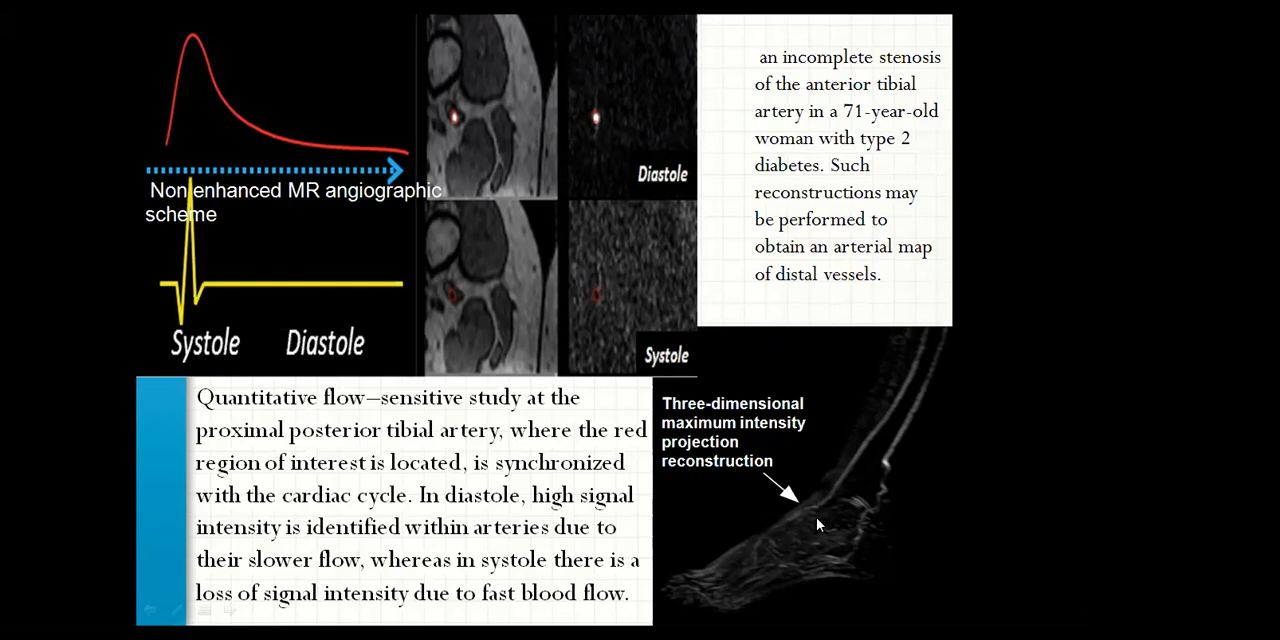 Non enhanced MR angiographic
scheme
Systole
Diastole
Diastole
Systole
an incomplete stenosis
of the anterior tibial
artery in a 71-year-old
woman with type 2
diabetes. Such
reconstructions may
be performed to
obtain an arterial map
of distal vessels.
Quantitative flow–sensitive study at the
proximal posterior tibial artery, where the red
region of interest is located, is synchronized
with the cardiac cycle. In diastole, high signal
intensity is identified within arteries due to
their slower flow, whereas in systole there is a
loss of signal intensity due to fast blood flow.
Three-dimensional
maximum intensity
projection
reconstruction